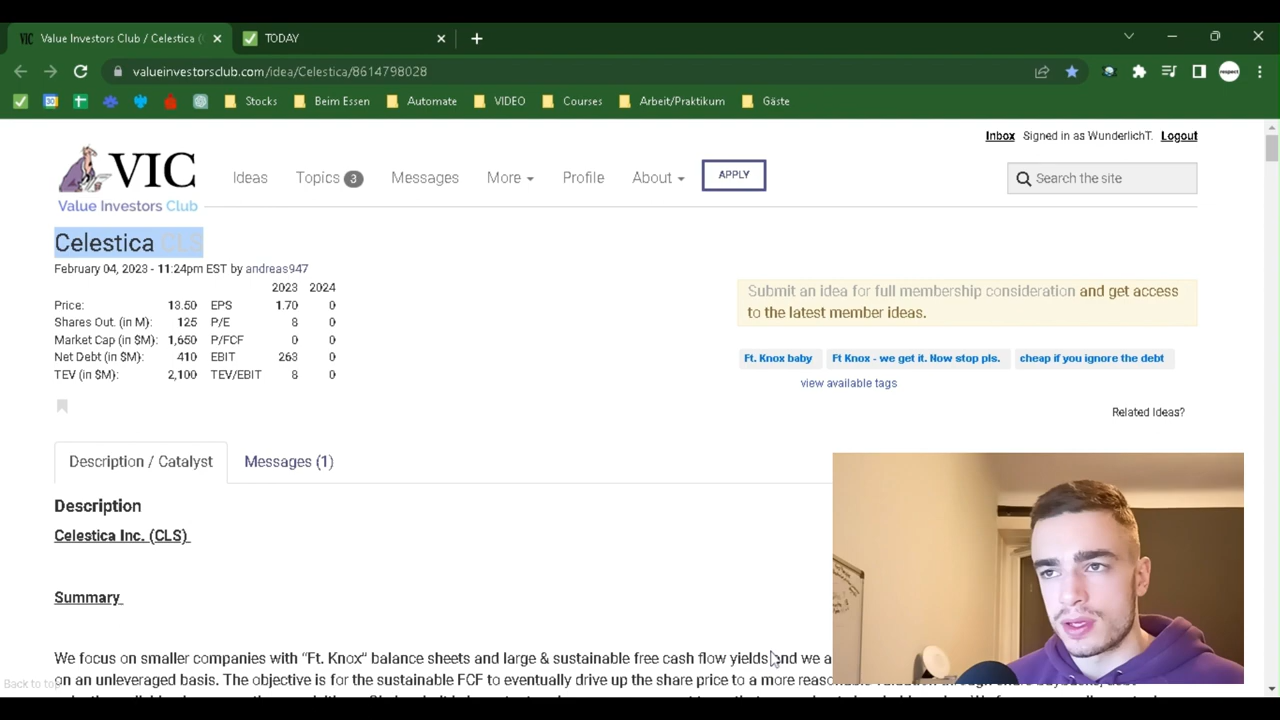 VIC Value Investors Club / Celestica (
TODAY
valueinvestorsclub.com/idea/Celestica/8614798028
respect
Stocks Beim Essen Automate VIDEO Courses Arbeit/Praktikum Gäste
Inbox Signed in as WunderlichT. Logout
VIC
Value Investors Club
Ideas Topics 3 Messages More Profile About APPLY
Search the site
Celestica CLS
February 04, 2023 - 11:24pm EST by andreas947
2023 2024
Price: 13.50 EPS 1.70 0
Shares Out. (in M): 125 P/E 8 0
Market Cap (in $M): 1,650 P/FCF 0 0
Net Debt (in $M): 410 EBIT 263 0
TEV (in $M): 2,100 TEV/EBIT 8 0
Submit an idea for full membership consideration and get access
to the latest member ideas.
Ft. Knox baby Ft Knox - we get it. Now stop pls. cheap if you ignore the debt
view available tags
Related Ideas?
Description / Catalyst Messages (1)
Description
Celestica Inc. (CLS)
Summary
We focus on smaller companies with "Ft. Knox" balance sheets and large & sustainable free cash flow yields and we a
on an unleveraged basis. The objective is for the sustainable FCF to eventually drive up the share price to a more
Back to top